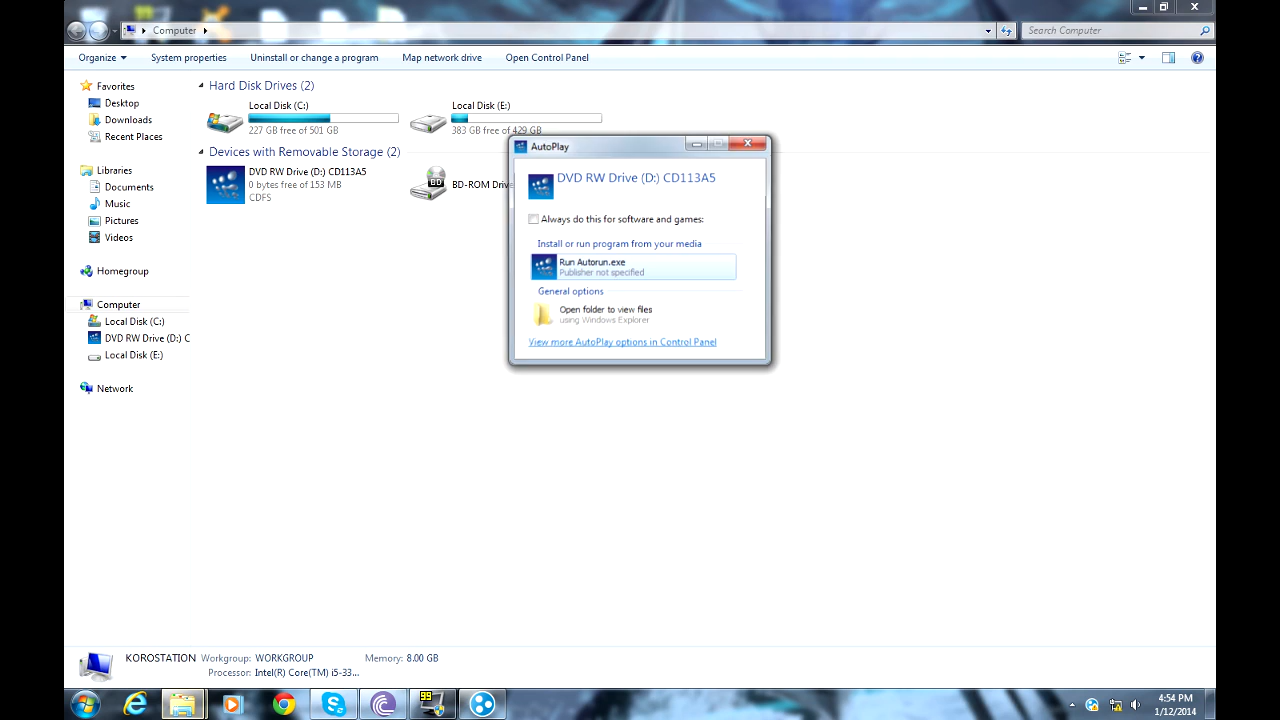 Computer
Search Computer
Organize
System properties
Uninstall or change a program
Map network drive
Open Control Panel
Favorites
Desktop
Downloads
Recent Places
Libraries
Documents
Music
Pictures
Videos
Homegroup
Computer
Local Disk (C:)
DVD RW Drive (D:) C
Local Disk (E:)
Network
Hard Disk Drives (2)
Local Disk (C:)
227 GB free of 501 GB
Local Disk (E:)
383 GB free of 429 GB
Devices with Removable Storage (2)
DVD RW Drive (D:) CD113A5
0 bytes free of 153 MB
CDFS
BD
BD-ROM Drive
AutoPlay
DVD RW Drive (D:) CD113A5
Always do this for software and games:
Install or run program from your media
Run Autorun.exe
Publisher not specified
General options
Open folder to view files
using Windows Explorer
View more AutoPlay options in Control Panel
KOROSTATION
Workgroup: WORKGROUP
Memory: 8.00 GB
Processor: Intel(R) Core(TM) i5-33...
4:54 PM
1/12/2014